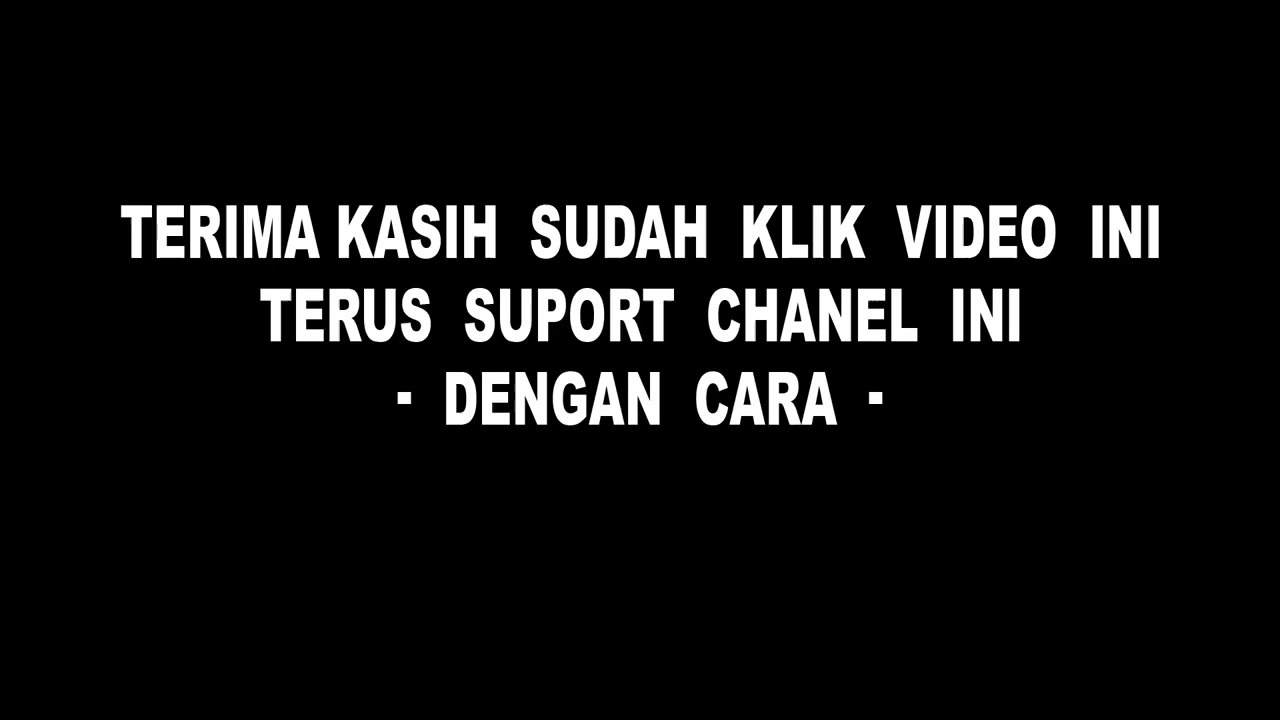 TERIMA KASIH SUDAH KLIK VIDEO INI
TERUS SUPORT CHANEL INI
- DENGAN CARA -